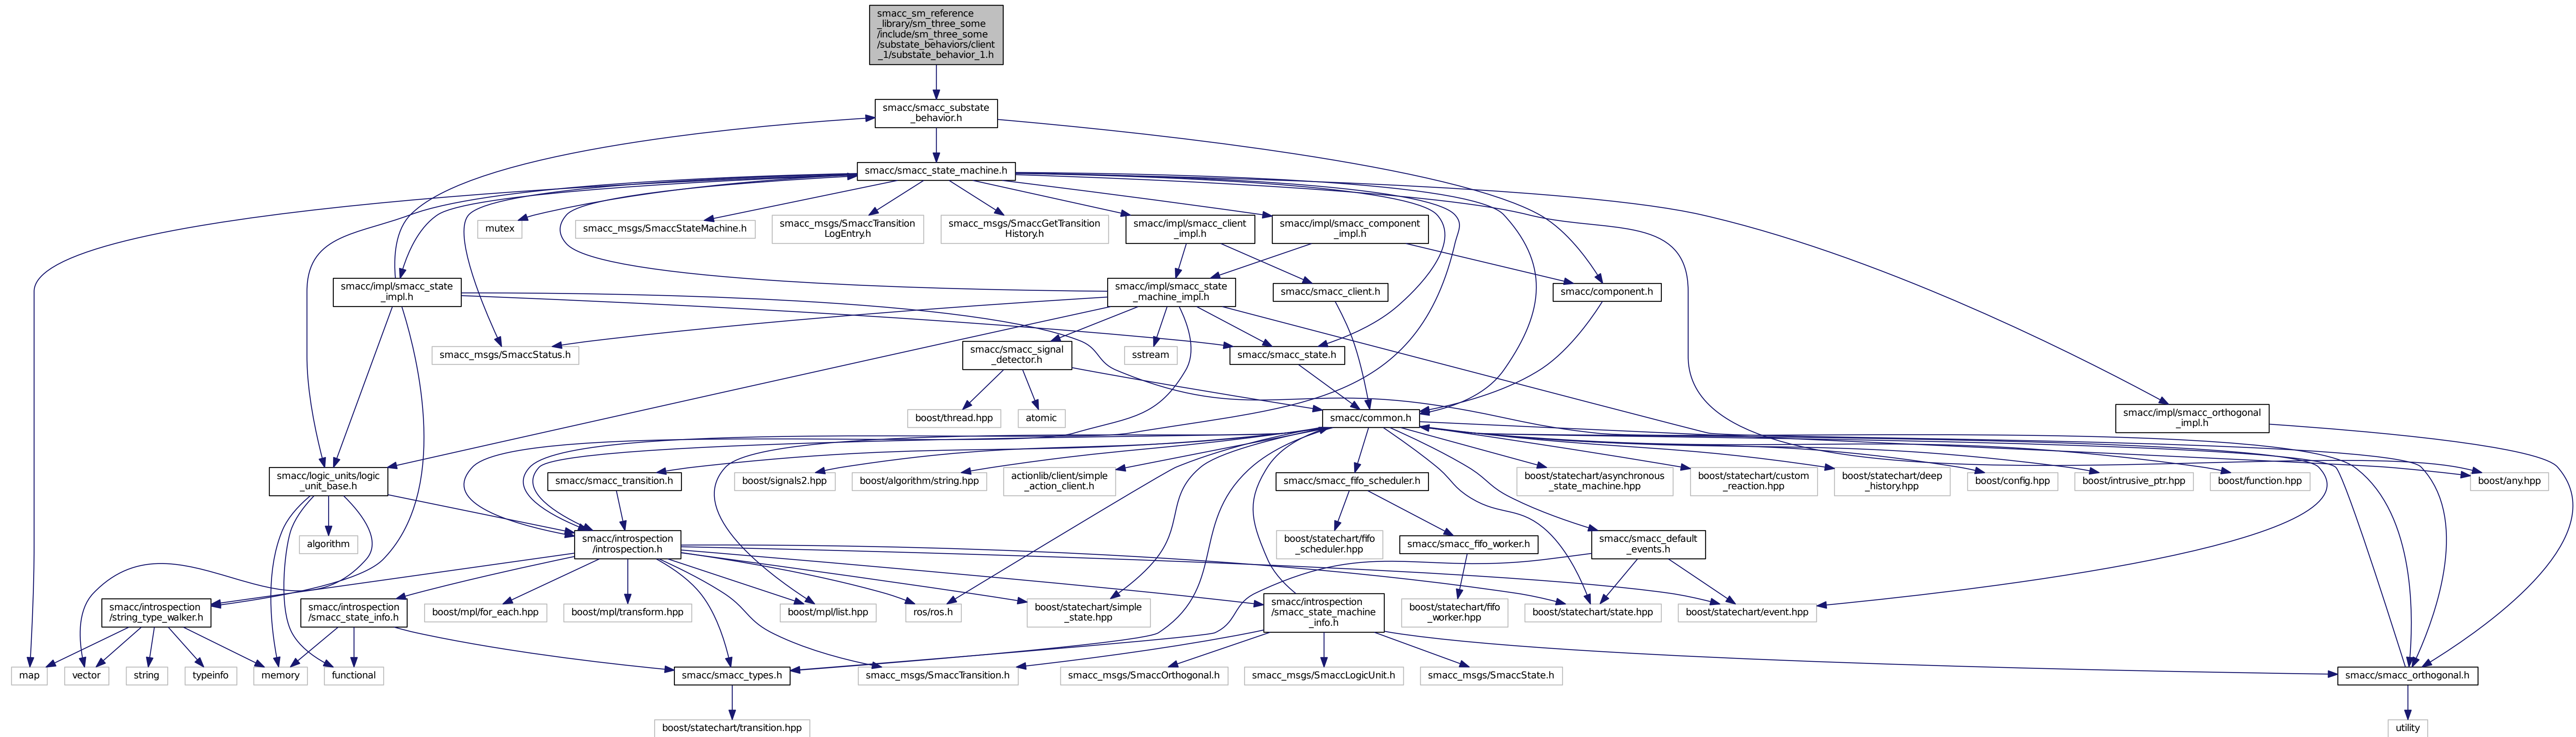 smacc_sm_reference
_library/sm_three_some
/include/sm_three_some
/substate_behaviors/client
_1/substate_behavior_1.h
smacc/smacc_substate
_behavior.h
smacc/smacc_state_machine.h
mutex
smacc_msgs/SmaccStateMachine.h
smacc_msgs/SmaccTransition
LogEntry.h
smacc_msgs/SmaccGetTransition
History.h
smacc/impl/smacc_client
_impl.h
smacc/impl/smacc_component
_impl.h
smacc/impl/smacc_state
_impl.h
smacc/impl/smacc_state
_machine_impl.h
smacc/smacc_client.h
smacc/component.h
smacc_msgs/SmaccStatus.h
smacc/smacc_signal
_detector.h
sstream
smacc/smacc_state.h
boost/thread.hpp
atomic
smacc/common.h
smacc/impl/smacc_orthogonal
_impl.h
smacc/logic_units/logic
_unit_base.h
smacc/smacc_transition.h
boost/signals2.hpp
boost/algorithm/string.hpp
actionlib/client/simple
_action_client.h
smacc/smacc_fifo_scheduler.h
boost/statechart/asynchronous
_state_machine.hpp
boost/statechart/custom
_reaction.hpp
boost/statechart/deep
_history.hpp
boost/config.hpp
boost/intrusive_ptr.hpp
boost/function.hpp
boost/any.hpp
algorithm
smacc/introspection
/introspection.h
boost/statechart/fifo
_scheduler.hpp
smacc/smacc_fifo_worker.h
smacc/smacc_default
_events.h
smacc/introspection
/string_type_walker.h
smacc/introspection
/smacc_state_info.h
boost/mpl/for_each.hpp
boost/mpl/transform.hpp
boost/mpl/list.hpp
ros/ros.h
boost/statechart/simple
_state.hpp
smacc/introspection
/smacc_state_machine
_info.h
boost/statechart/fifo
_worker.hpp
boost/statechart/state.hpp
boost/statechart/event.hpp
map
vector
string
typeinfo
memory
functional
smacc/smacc_types.h
smacc_msgs/SmaccTransition.h
smacc_msgs/SmaccOrthogonal.h
smacc_msgs/SmaccLogicUnit.h
smacc_msgs/SmaccState.h
smacc/smacc_orthogonal.h
boost/statechart/transition.hpp
utility